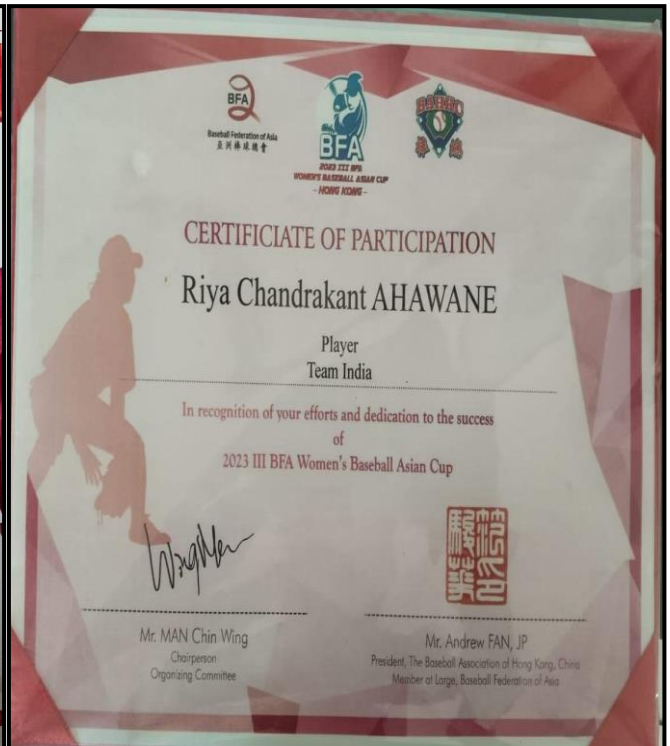 BFA
Baseball Federation of Asia
亞洲棒球總會
BFA
2023 III BFA
WOMEN'S BASEBALL ASIAN CUP
- HONG KONG -
CERTIFICIATE OF PARTICIPATION
Riya Chandrakant AHAWANE
Player
Team India
In recognition of your efforts and dedication to the success
of
2023 III BFA Women's Baseball Asian Cup
Mr. MAN Chin Wing
Chairperson
Organizing Committee
Mr. Andrew FAN, JP
President, The Baseball Association of Hong Kong, China
Member at Large, Baseball Federation of Asia